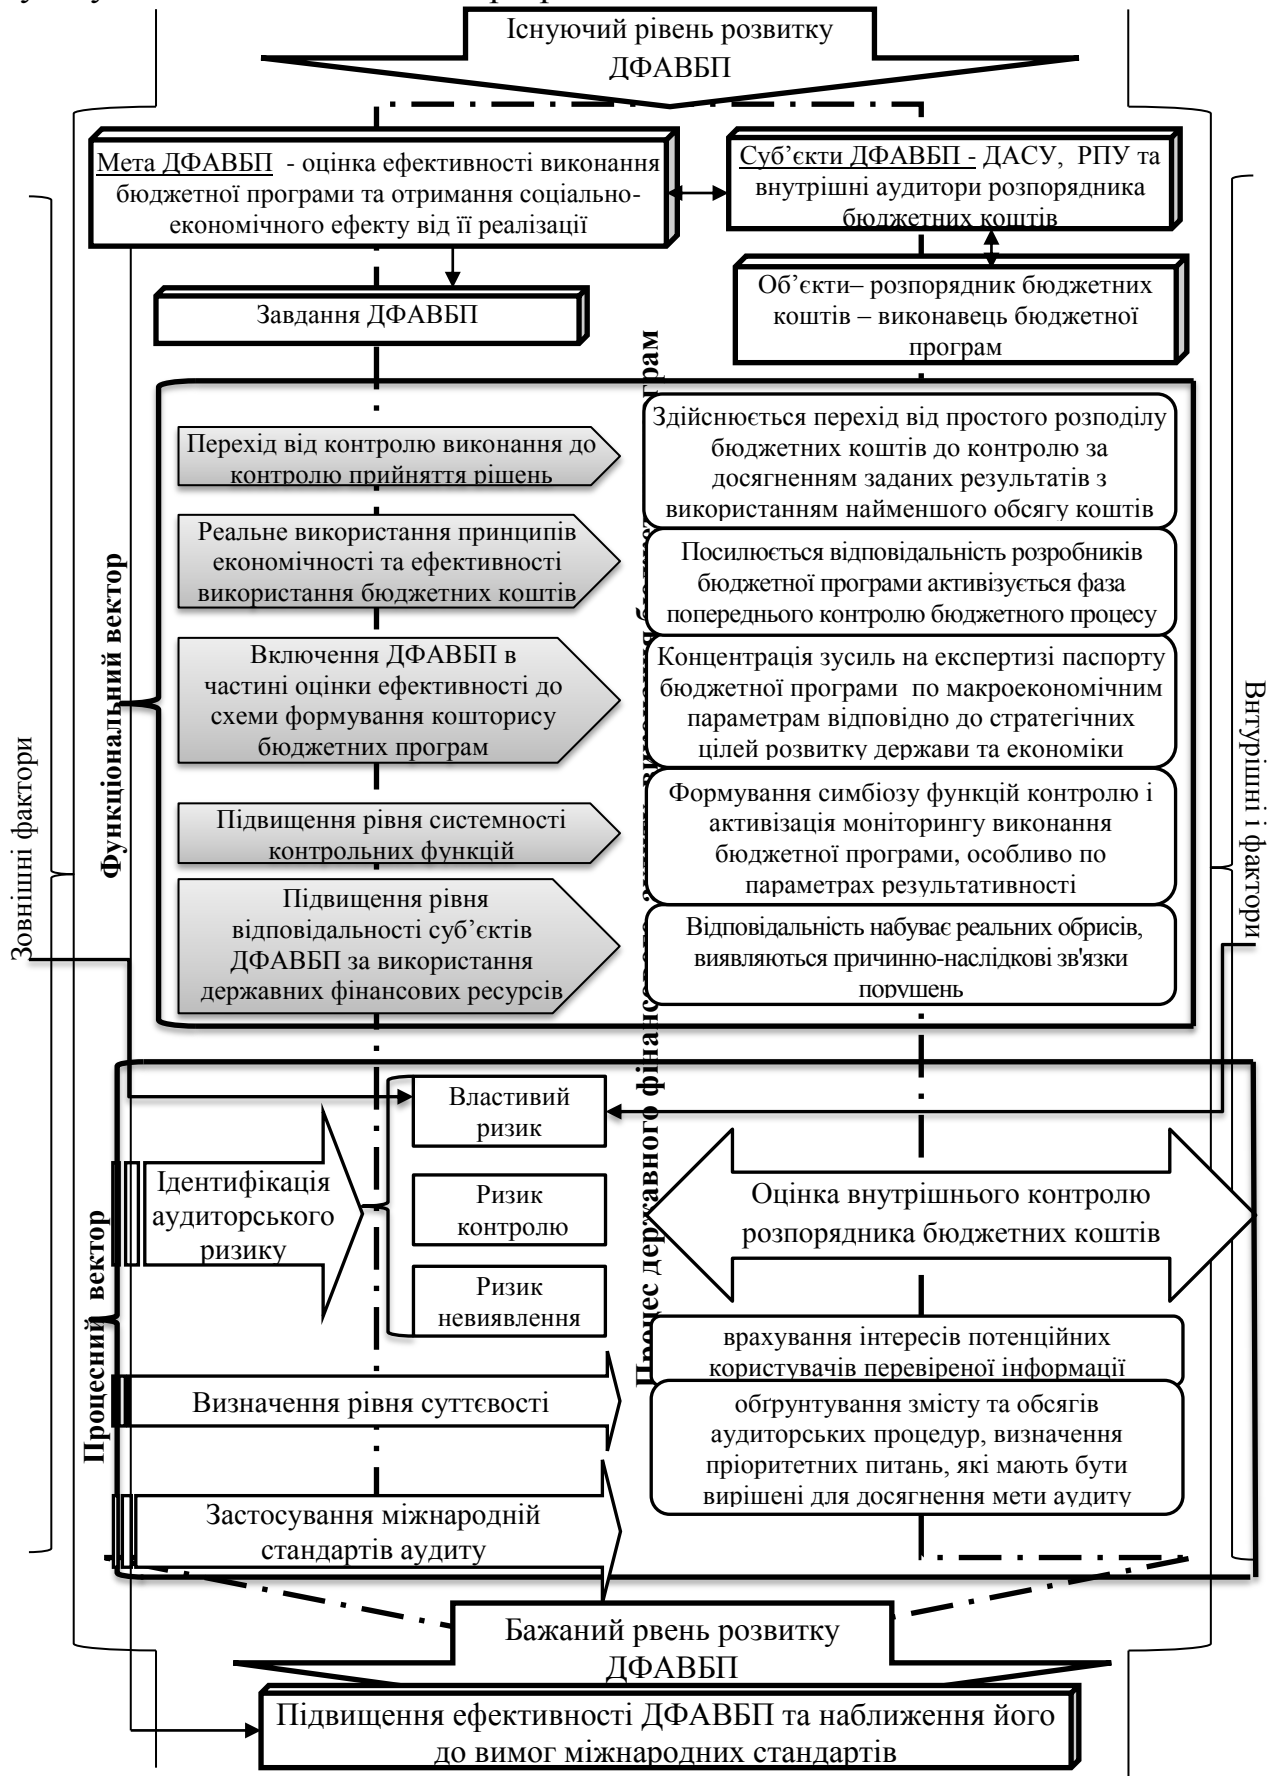 Існуючий рівень розвитку
ДФАВБП
Мета ДФАВБП - оцінка ефективності виконання
бюджетної програми та отримання соціально-
економічного ефекту від її реалізації
Суб’єкти ДФАВБП - ДАСУ, РПУ та
внутрішні аудитори розпорядника
бюджетних коштів
Завдання ДФАВБП
Об’єкти– розпорядник бюджетних
коштів – виконавець бюджетної
програм
Зовнішні фактори
Функціональний вектор
Перехід від контролю виконання до
контролю прийняття рішень
Реальне використання принципів
економічності та ефективності
використання бюджетних коштів
Включення ДФАВБП в
частині оцінки ефективності до
схеми формування кошторису
бюджетних програм
Підвищення рівня системності
контрольних функцій
Підвищення рівня
відповідальності суб’єктів
ДФАВБП за використання
державних фінансових ресурсів
Процес державного фінансового
грам
Здійснюється перехід від простого розподілу
бюджетних коштів до контролю за
досягненням заданих результатів з
використанням найменшого обсягу коштів
Посилюється відповідальність розробників
бюджетної програми активізується фаза
попереднього контролю бюджетного процесу
Концентрація зусиль на експертизі паспорту
бюджетної програми по макроекономічним
параметрам відповідно до стратегічних
цілей розвитку держави та економіки
Формування симбіозу функцій контролю і
активізація моніторингу виконання
бюджетної програми, особливо по
параметрах результативності
Відповідальність набуває реальних обрисів,
виявляються причинно-наслідкові зв'язки
порушень
Внтурішні і фактори
Процесний вектор
Ідентифікація
аудиторського
ризику
Властивий
ризик
Ризик
контролю
Ризик
невиявлення
Оцінка внутрішнього контролю
розпорядника бюджетних коштів
Визначення рівня суттєвості
врахування інтересів потенційних
користувачів перевіреної інформації
обґрунтування змісту та обсягів
аудиторських процедур, визначення
пріоритетних питань, які мають бути
вирішені для досягнення мети аудиту
Застосування міжнародній
стандартів аудиту
Бажаний рвень розвитку
ДФАВБП
Підвищення ефективності ДФАВБП та наближення його
до вимог міжнародних стандартів